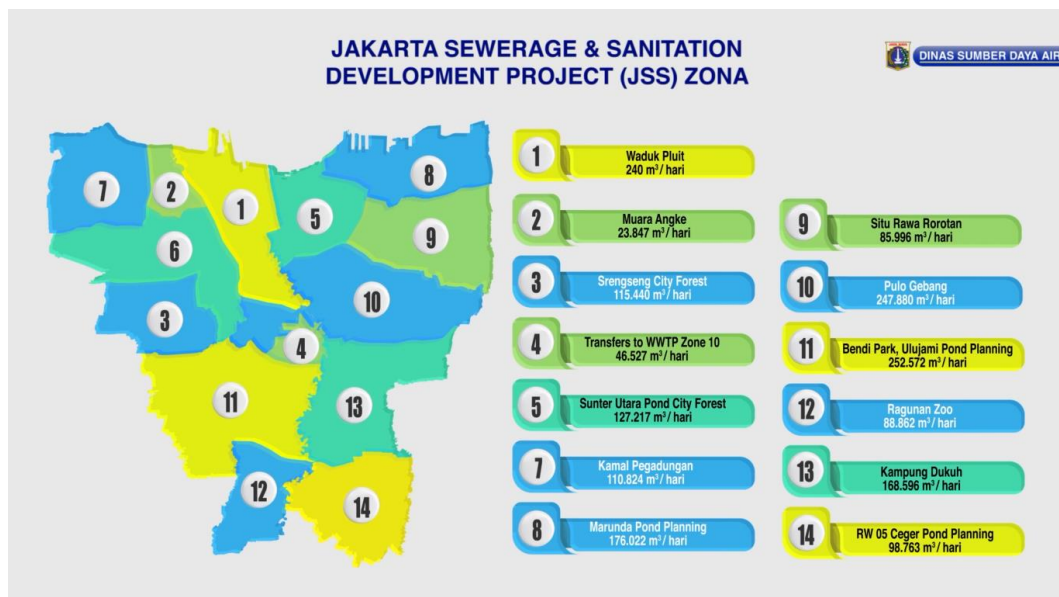 JAKARTA SEWERAGE & SANITATION
DEVELOPMENT PROJECT (JSS) ZONA
DINAS SUMBER DAYA AIR
7
2
1
5
8
6
9
10
3
4
11
13
12
14
1
Waduk Pluit
240 m³/ hari
2
Muara Angke
23.847 m³/ hari
3
Srengseng City Forest
115.440 m³/ hari
4
Transfers to WWTP Zone 10
46.527 m³/ hari
5
Sunter Utara Pond City Forest
127.217 m³/ hari
7
Kamal Pegadungan
110.824 m³/ hari
8
Marunda Pond Planning
176.022 m³/ hari
9
Situ Rawa Rorotan
85.996 m³/ hari
10
Pulo Gebang
247.880 m³/ hari
11
Bendi Park, Ulujami Pond Planning
252.572 m³/ hari
12
Ragunan Zoo
88.862 m³/ hari
13
Kampung Dukuh
168.596 m³/ hari
14
RW 05 Ceger Pond Planning
98.763 m³/ hari